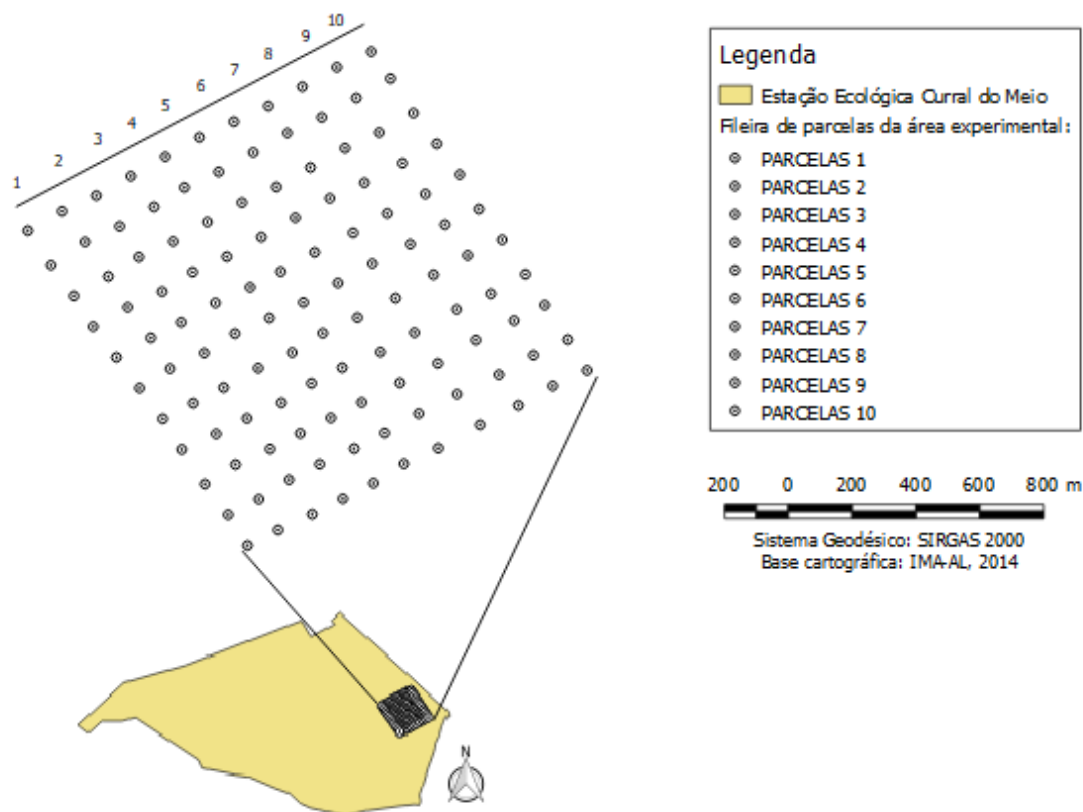 1 2 3 4 5 6 7 8 9 10
Legenda
Estação Ecológica Curral do Meio
Fileira de parcelas da área experimental:
PARCELAS 1
PARCELAS 2
PARCELAS 3
PARCELAS 4
PARCELAS 5
PARCELAS 6
PARCELAS 7
PARCELAS 8
PARCELAS 9
PARCELAS 10
200 0 200 400 600 800 m
Sistema Geodésico: SIRGAS 2000
Base cartográfica: IMA-AL, 2014
N